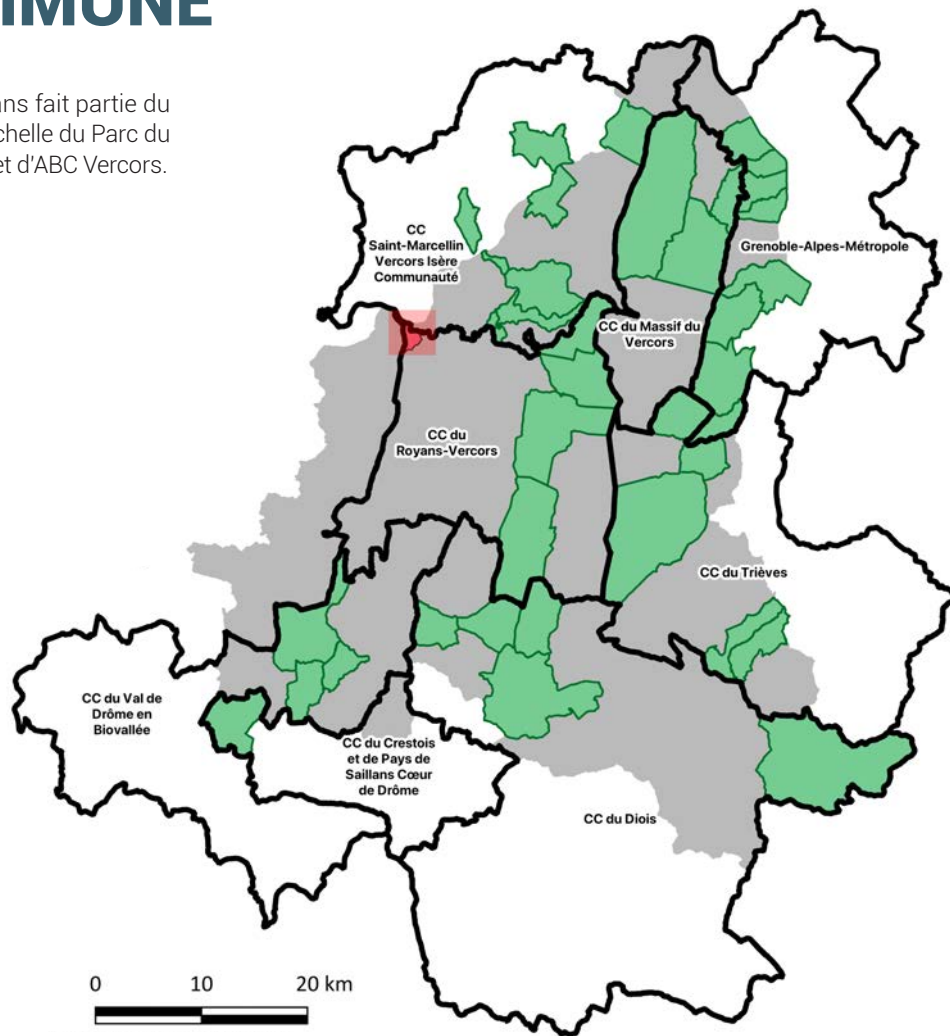 MMUNE
ans fait partie du
chelle du Parc du
et d'ABC Vercors.
CC
Saint-Marcellin
Vercors Isère
Communauté
Grenoble-Alpes-Métropole
CC du Massif du
Vercors
CC du
Royans-Vercors
CC du Trièves
CC du Val de
Drôme en
Biovallée
CC du Crestois
et de Pays de
Saillans Cœur
de Drôme
CC du Diois
0 10 20 km